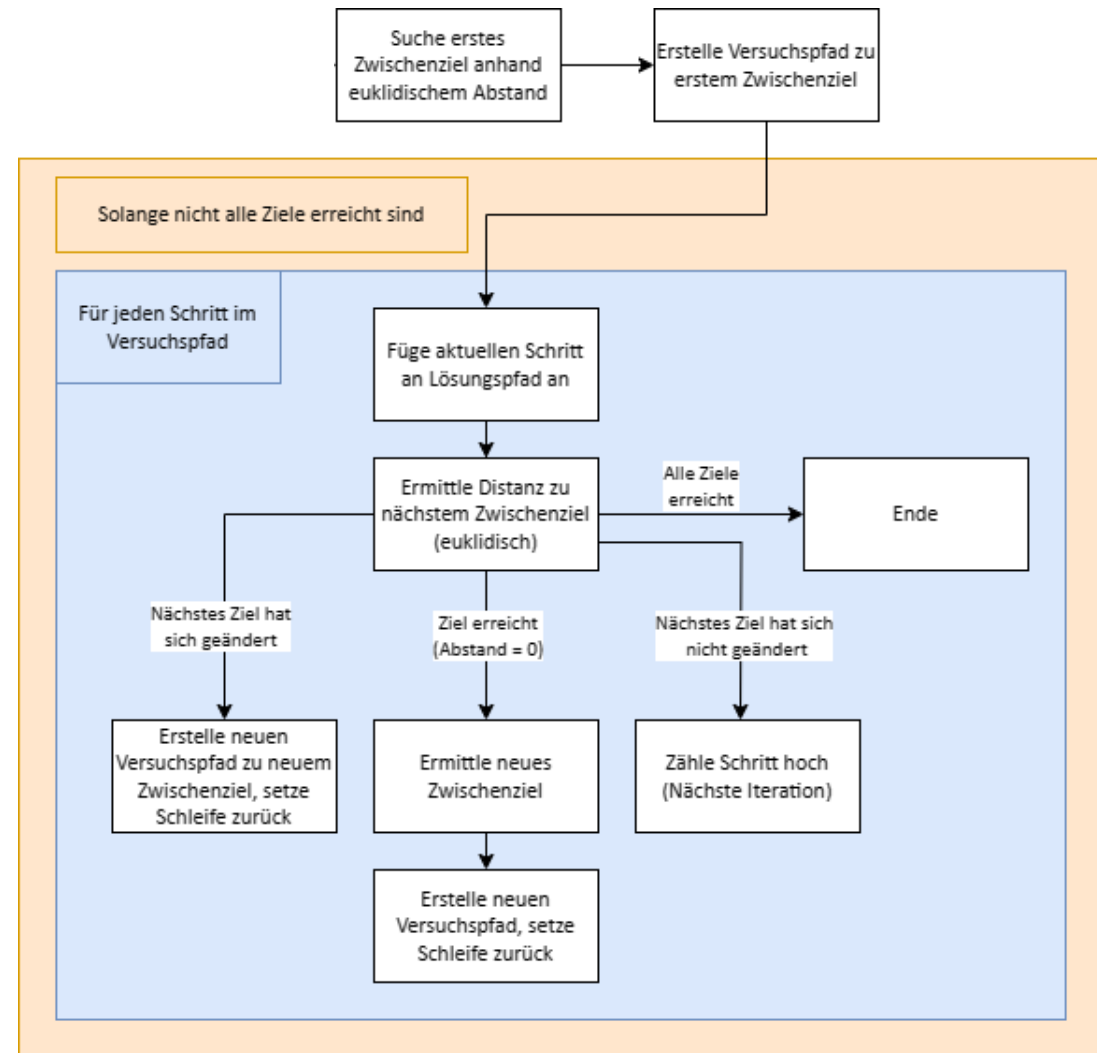 Suche erstes
Zwischenziel anhand
euklidischem Abstand
Erstelle Versuchspfad zu
erstem Zwischenziel
Solange nicht alle Ziele erreicht sind
Für jeden Schritt im
Versuchspfad
Füge aktuellen Schritt
an Lösungspfad an
Ermittle Distanz zu
nächstem Zwischenziel
(euklidisch)
Alle Ziele
erreicht
Ende
Nächstes Ziel hat
sich geändert
Ziel erreicht
(Abstand = 0)
Nächstes Ziel hat sich
nicht geändert
Erstelle neuen
Versuchspfad zu neuem
Zwischenziel, setze
Schleife zurück
Ermittle neues
Zwischenziel
Zähle Schritt hoch
(Nächste Iteration)
Erstelle neuen
Versuchspfad, setze
Schleife zurück